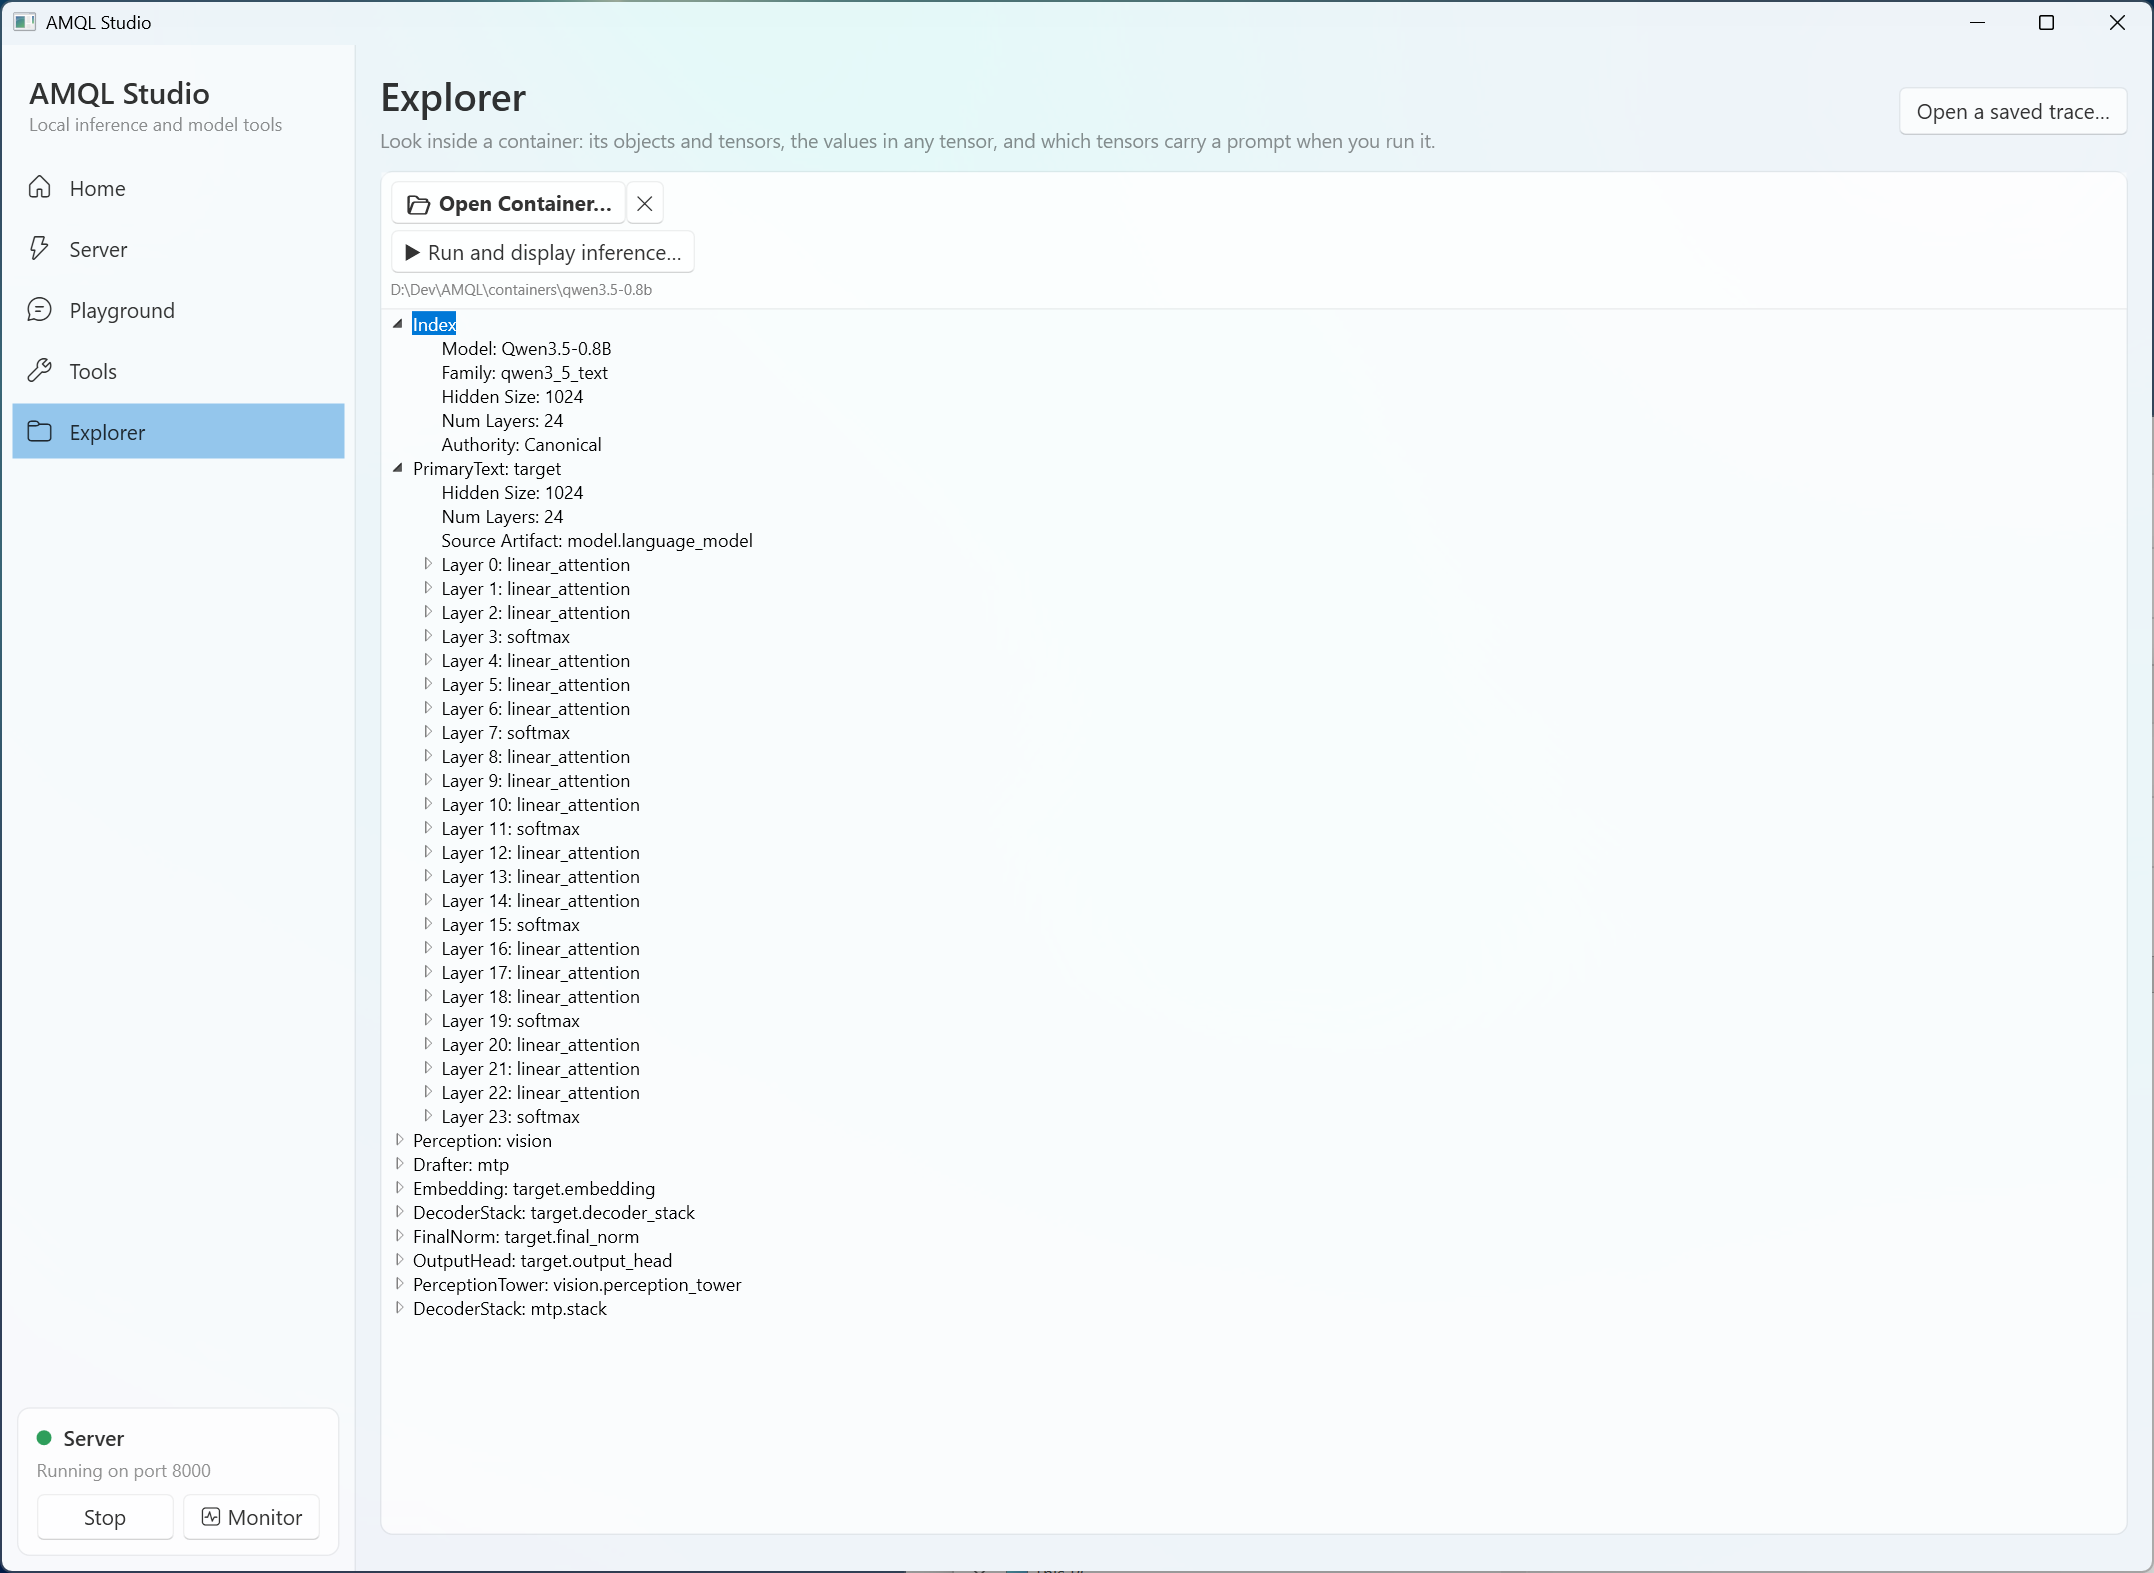 AMQL Studio
AMQL Studio
Local inference and model tools
Home
Server
Playground
Tools
Explorer
Explorer
Look inside a container: its objects and tensors, the values in any tensor, and which tensors carry a prompt when you run it.
Open a saved trace...
Open Container...
Run and display inference...
D:\Dev\AMQL\containers\qwen3.5-0.8b
Index
Model: Qwen3.5-0.8B
Family: qwen3_5_text
Hidden Size: 1024
Num Layers: 24
Authority: Canonical
PrimaryText: target
Hidden Size: 1024
Num Layers: 24
Source Artifact: model.language_model
Layer 0: linear_attention
Layer 1: linear_attention
Layer 2: linear_attention
Layer 3: softmax
Layer 4: linear_attention
Layer 5: linear_attention
Layer 6: linear_attention
Layer 7: softmax
Layer 8: linear_attention
Layer 9: linear_attention
Layer 10: linear_attention
Layer 11: softmax
Layer 12: linear_attention
Layer 13: linear_attention
Layer 14: linear_attention
Layer 15: softmax
Layer 16: linear_attention
Layer 17: linear_attention
Layer 18: linear_attention
Layer 19: softmax
Layer 20: linear_attention
Layer 21: linear_attention
Layer 22: linear_attention
Layer 23: softmax
Perception: vision
Drafter: mtp
Embedding: target.embedding
DecoderStack: target.decoder_stack
FinalNorm: target.final_norm
OutputHead: target.output_head
PerceptionTower: vision.perception_tower
DecoderStack: mtp.stack
Server
Running on port 8000
Stop
Monitor